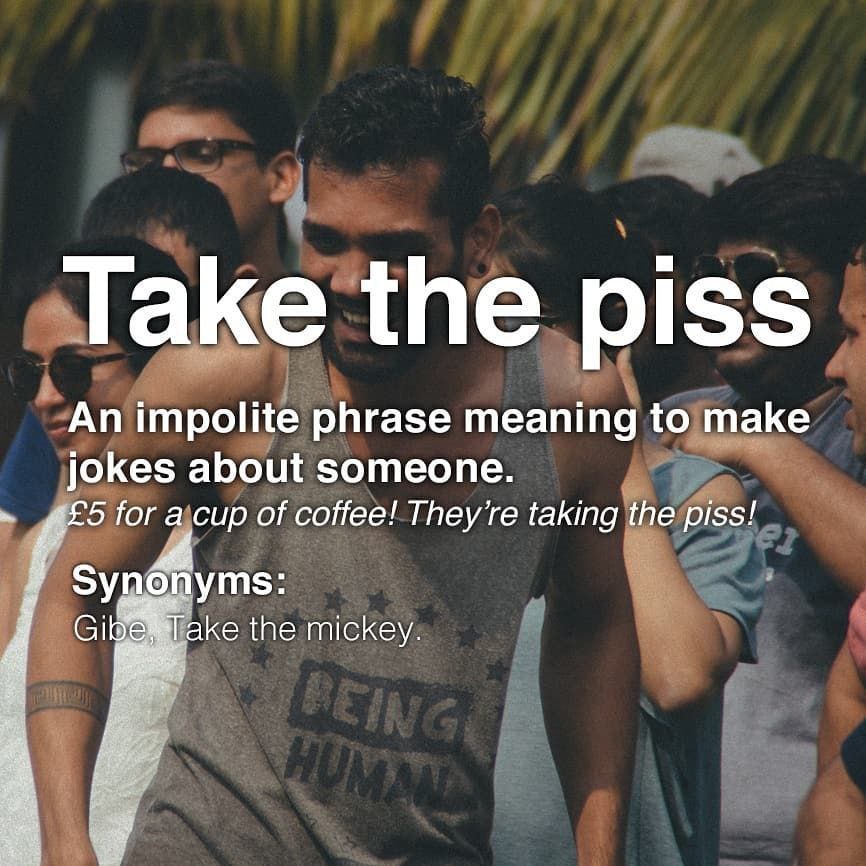 Take the piss
An impolite phrase meaning to make
jokes about someone.
£5 for a cup of coffee! They’re taking the piss!
Synonyms:
Gibe, Take the mickey.
BEING
HUMAN